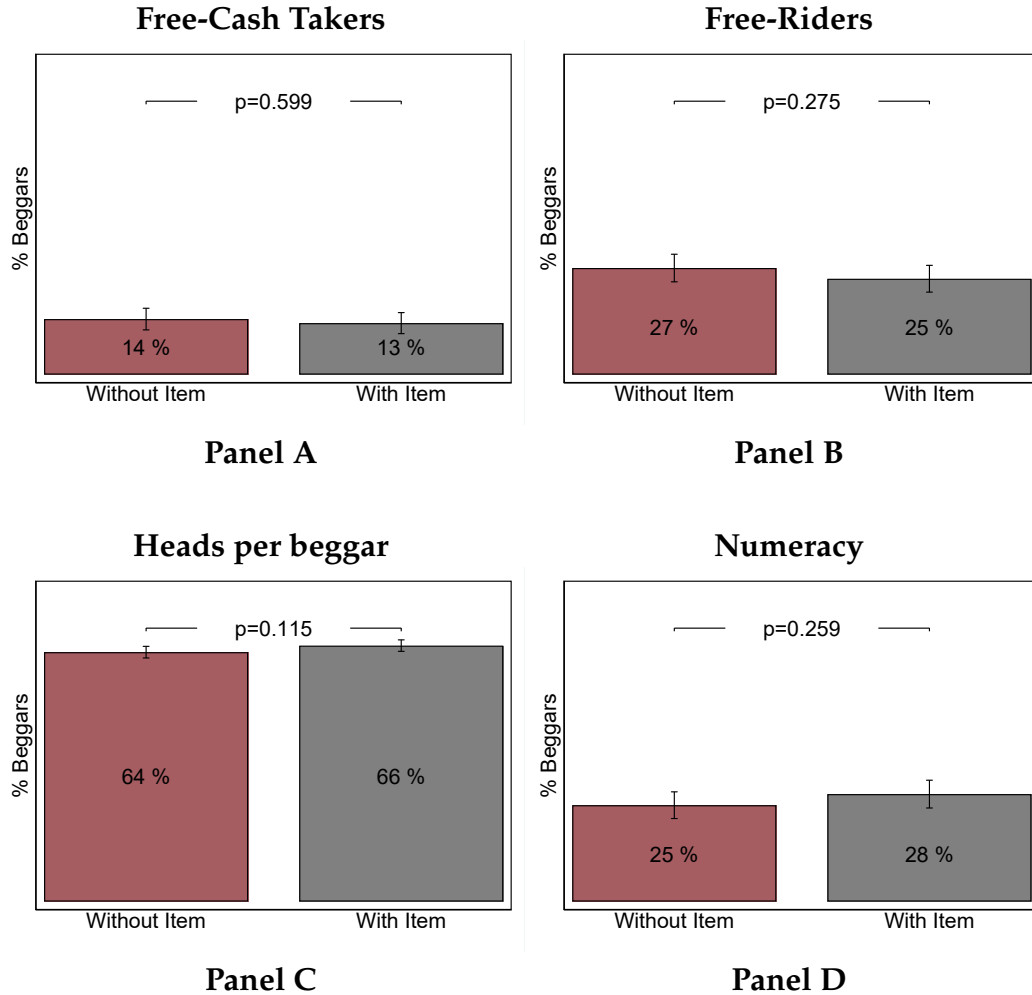 Free-Cash Takers
% Beggars
p=0.599
14 %
13 %
Without Item
With Item
Panel A
Free-Riders
% Beggars
p=0.275
27 %
25 %
Without Item
With Item
Panel B
Heads per beggar
% Beggars
p=0.115
64 %
66 %
Without Item
With Item
Panel C
Numeracy
% Beggars
p=0.259
25 %
28 %
Without Item
With Item
Panel D